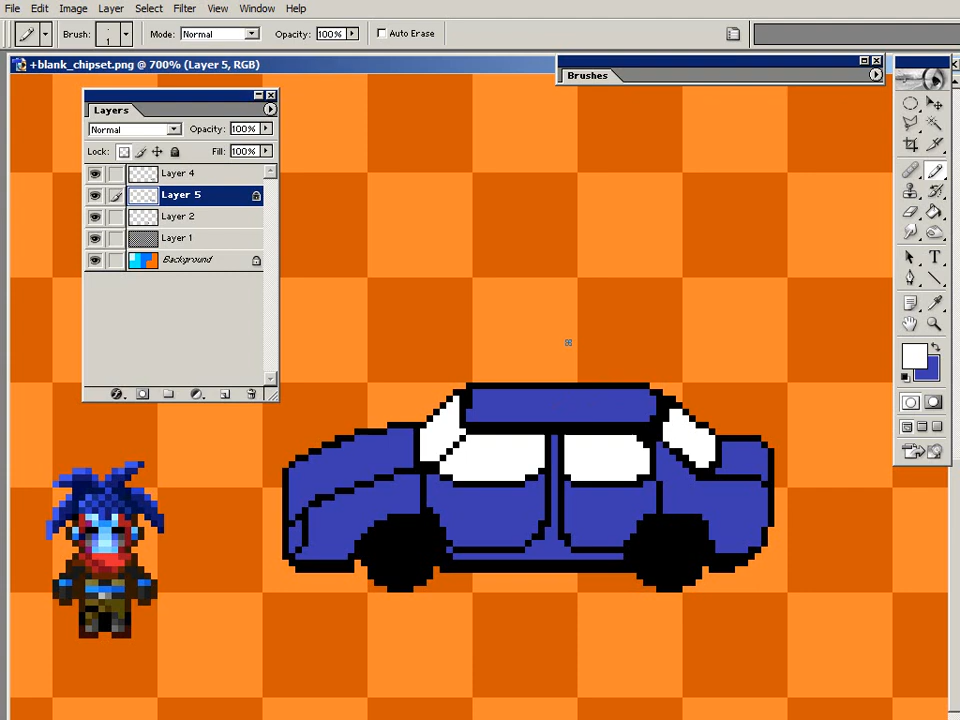 File Edit Image Layer Select Filter View Window Help
Brush: 1 Mode: Normal Opacity: 100% Auto Erase
+blank_chipset.png @ 700% (Layer 5, RGB)
Brushes
Layers
Normal Opacity: 100%
Lock: Fill: 100%
Layer 4
Layer 5
Layer 2
Layer 1
Background